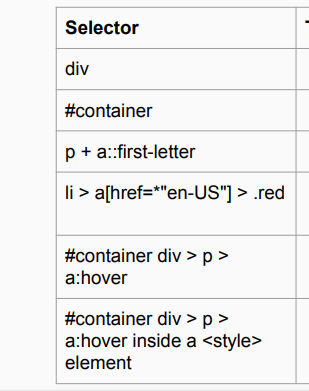 Selector
div
#container
p + a::first-letter
li > a[href=*"en-US"] > .red
#container div > p >
a:hover
#container div > p >
a:hover inside a <style>
element